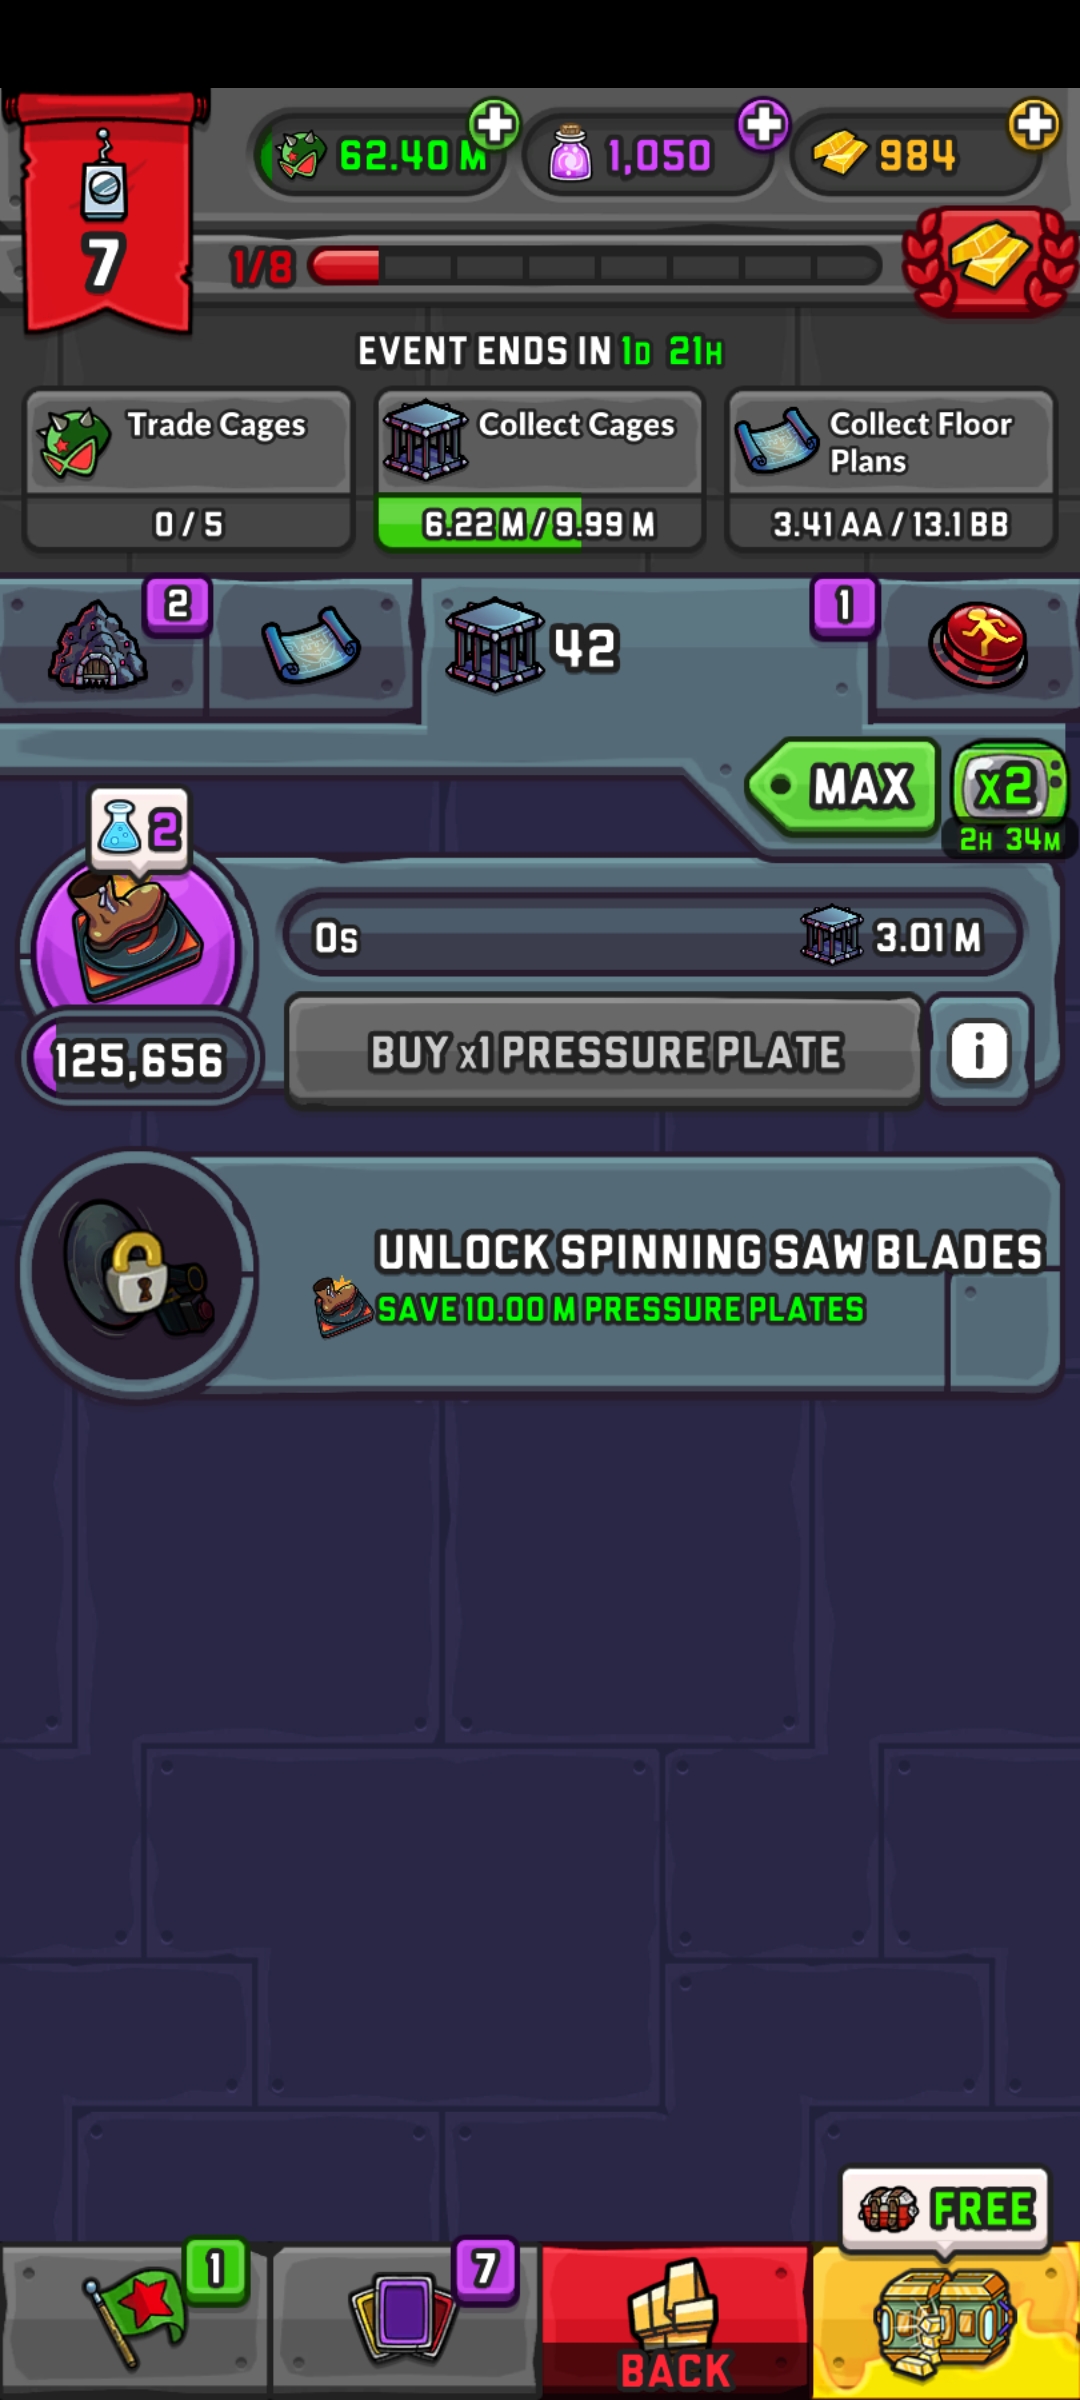 62.40 M
1,050
984
7
1/8
EVENT ENDS IN 1D 21H
Trade Cages
0 / 5
Collect Cages
6.22 M / 9.99 M
Collect Floor
Plans
3.41 AA / 13.1 BB
2
42
1
MAX
x2
2H 34M
2
0s
3.01 M
125,656
BUY x1 PRESSURE PLATE
i
UNLOCK SPINNING SAW BLADES
SAVE 10.00 M PRESSURE PLATES
FREE
1
7
BACK